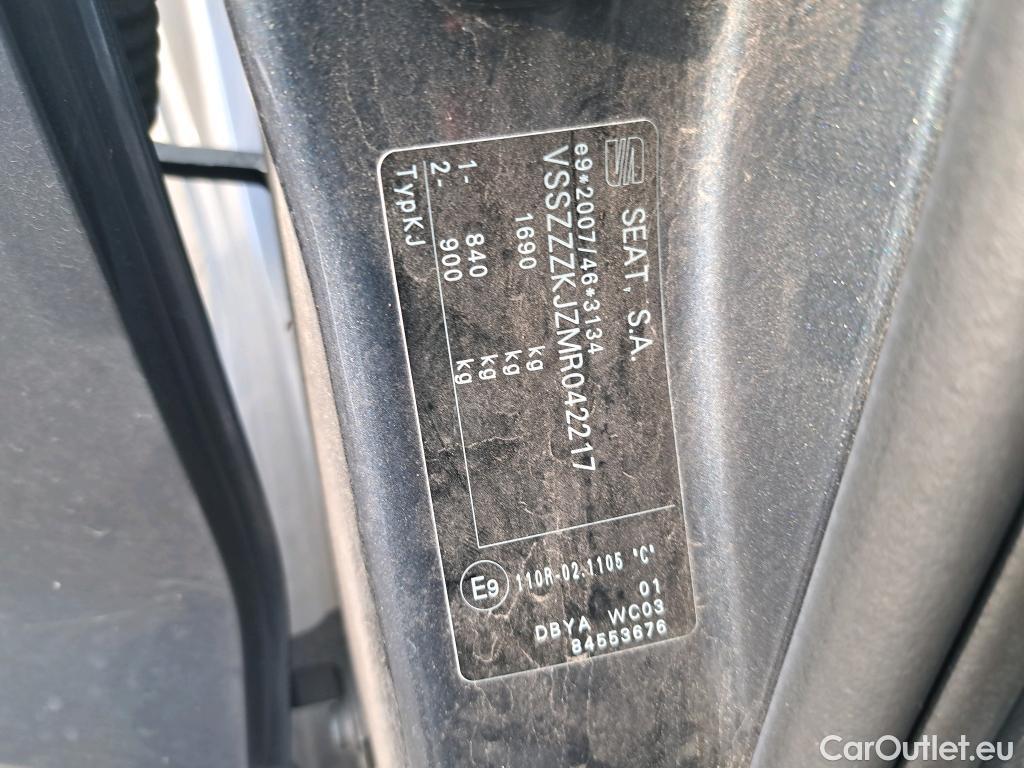 SEAT, S.A.
e9*2007/46*3134
VSSZZZKJZMR042217
1690 kg
kg
1- 840 kg
2- 900 kg
TypKJ
E9 110R-02.1105 "C"
01
DBYA WC03
84553676
CarOutlet.eu